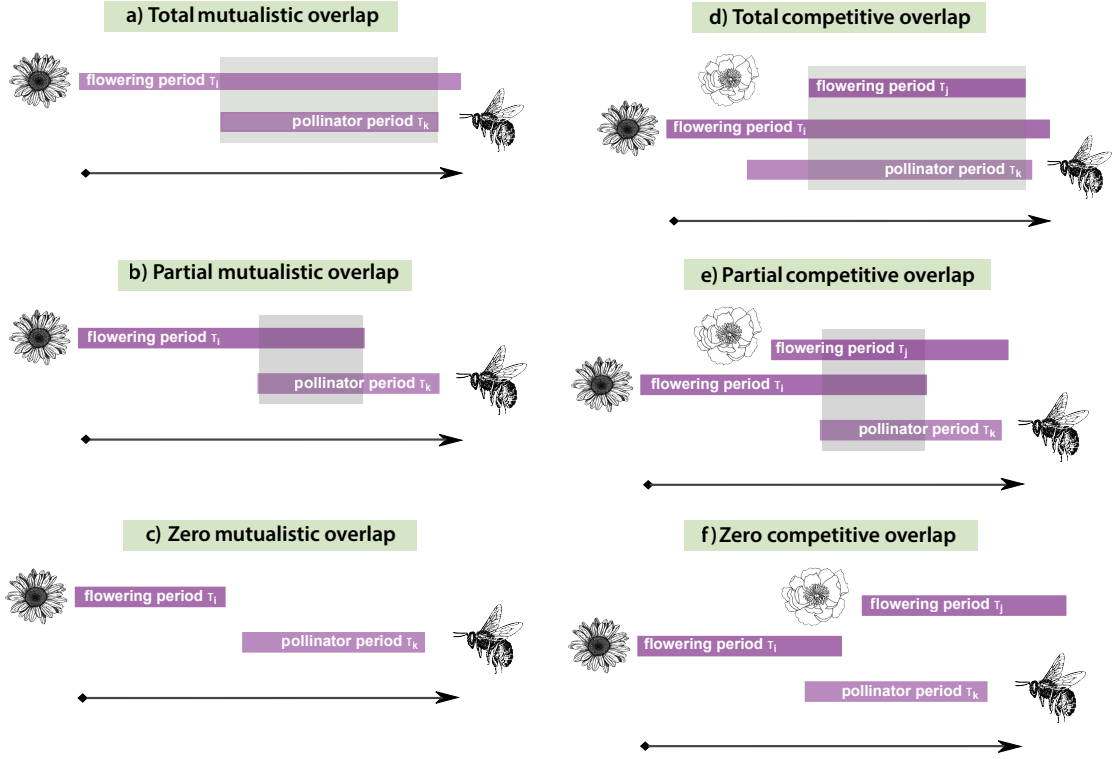 a) Total mutualistic overlap
flowering period τi
pollinator period τk
b) Partial mutualistic overlap
flowering period τi
pollinator period τk
c) Zero mutualistic overlap
flowering period τi
pollinator period τk
d) Total competitive overlap
flowering period τj
flowering period τi
pollinator period τk
e) Partial competitive overlap
flowering period τj
flowering period τi
pollinator period τk
f) Zero competitive overlap
flowering period τj
flowering period τi
pollinator period τk